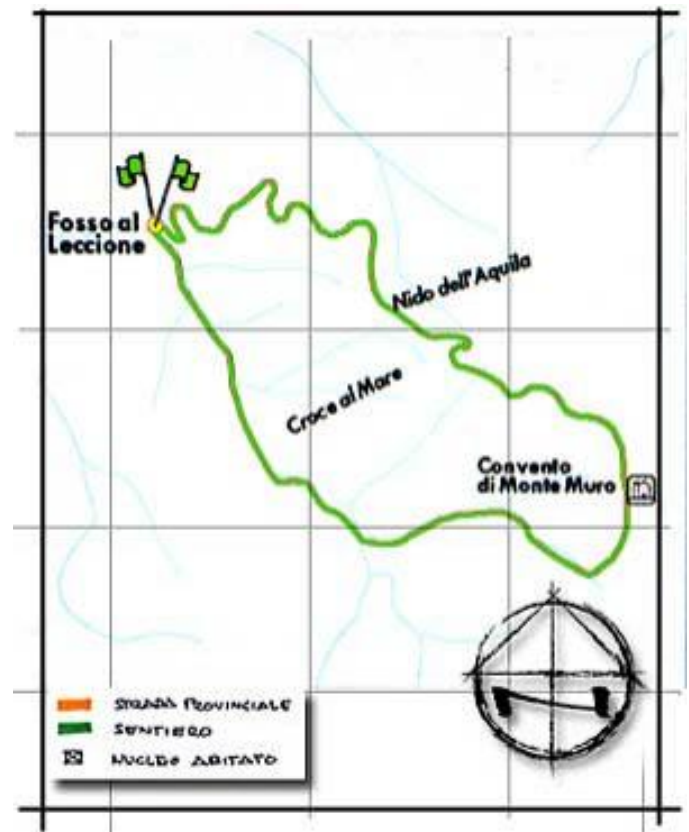 Fosso al
Leccione
Nido dell'Aquila
Croce al Mare
Convento
di Monte Muro
STRADA PROVINCIALE
SENTIERO
NUCLEO ABITATO